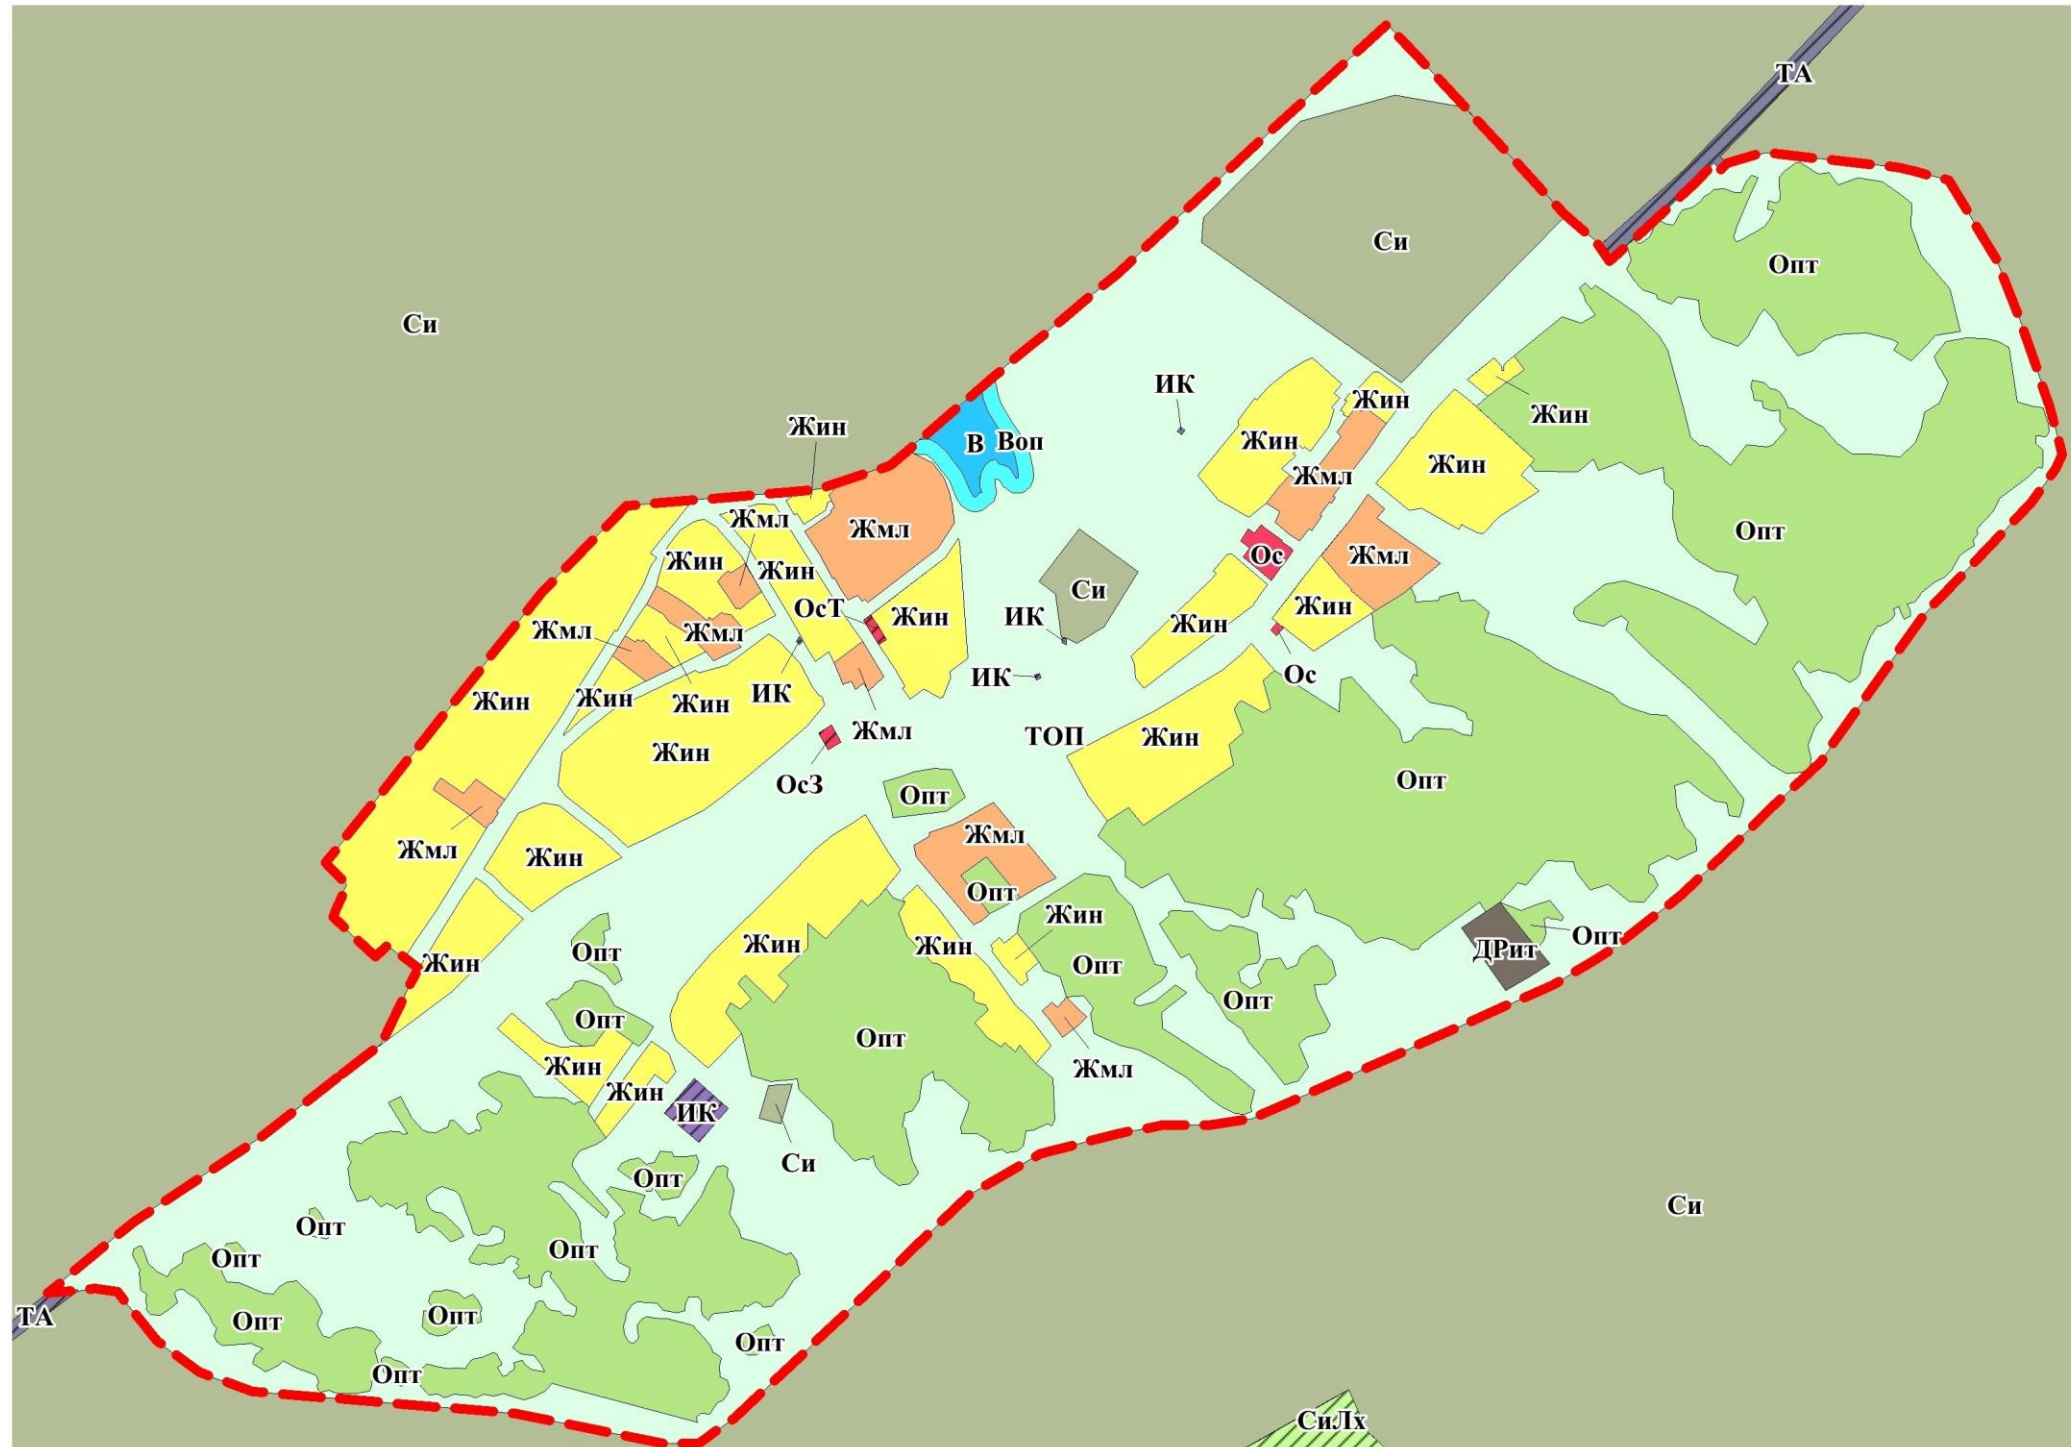 ТА
Си
Опт
Си
ИК
Жин
Жин
Жин
Жин
В
Воп
Жин
Жмл
Жин
Жмл
Жмл
Опт
Жин
Жин
Ос
Жмл
Си
ОсТ
Жин
ИК
Жин
Жин
Жмл
Жмл
Ос
ИК
Жин
Жин
Жин
ИК
Жмл
ТОП
Жин
Жин
ОсЗ
Опт
Опт
Жмл
Жмл
Жин
Опт
Жин
Опт
Жин
Жин
ДРит
Опт
Жин
Опт
Опт
Опт
Опт
Жин
Жмл
Жин
ИК
Си
Опт
Си
Опт
Опт
Опт
ТА
Опт
Опт
Опт
Опт
СиЛх